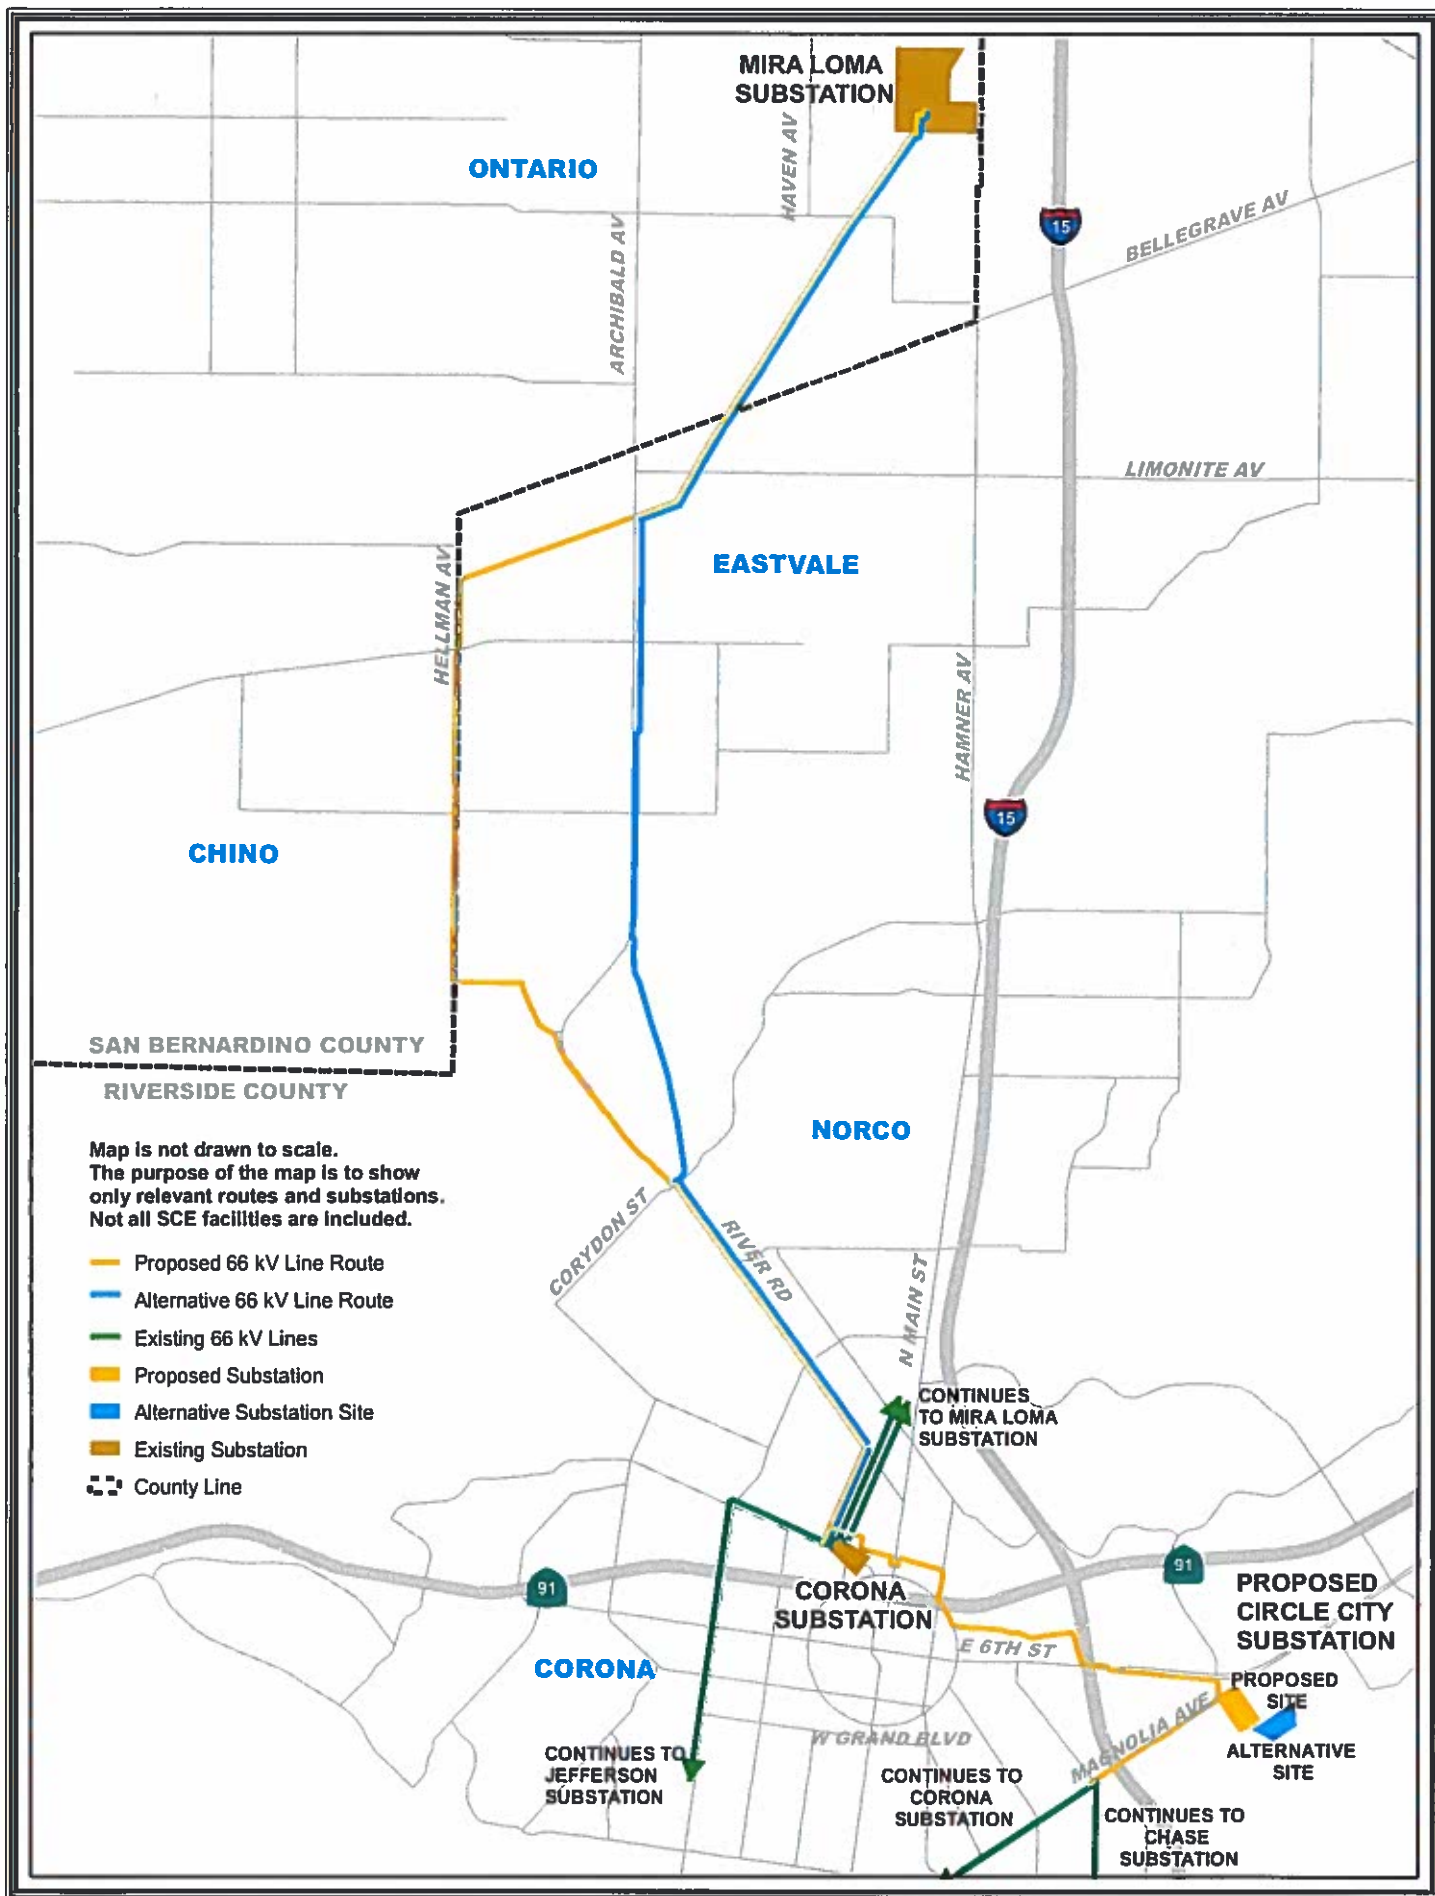 MIRA LOMA
SUBSTATION
ONTARIO
HAVEN AV
ARCHIBALD AV
15
BELLEGRAVE AV
LIMONITE AV
EASTVALE
HELLMAN AV
HAMNER AV
15
CHINO
SAN BERNARDINO COUNTY
RIVERSIDE COUNTY
NORCO
Map is not drawn to scale.
The purpose of the map is to show
only relevant routes and substations.
Not all SCE facilities are included.
Proposed 66 kV Line Route
Alternative 66 kV Line Route
Existing 66 kV Lines
Proposed Substation
Alternative Substation Site
Existing Substation
County Line
CORYDON ST
RIVER RD
N MAIN ST
CONTINUES
TO MIRA LOMA
SUBSTATION
91
91
CORONA
SUBSTATION
PROPOSED
CIRCLE CITY
SUBSTATION
E 6TH ST
CORONA
PROPOSED
SITE
MAGNOLIA AVE
W GRAND BLVD
ALTERNATIVE
SITE
CONTINUES TO
JEFFERSON
SUBSTATION
CONTINUES TO
CORONA
SUBSTATION
CONTINUES TO
CHASE
SUBSTATION